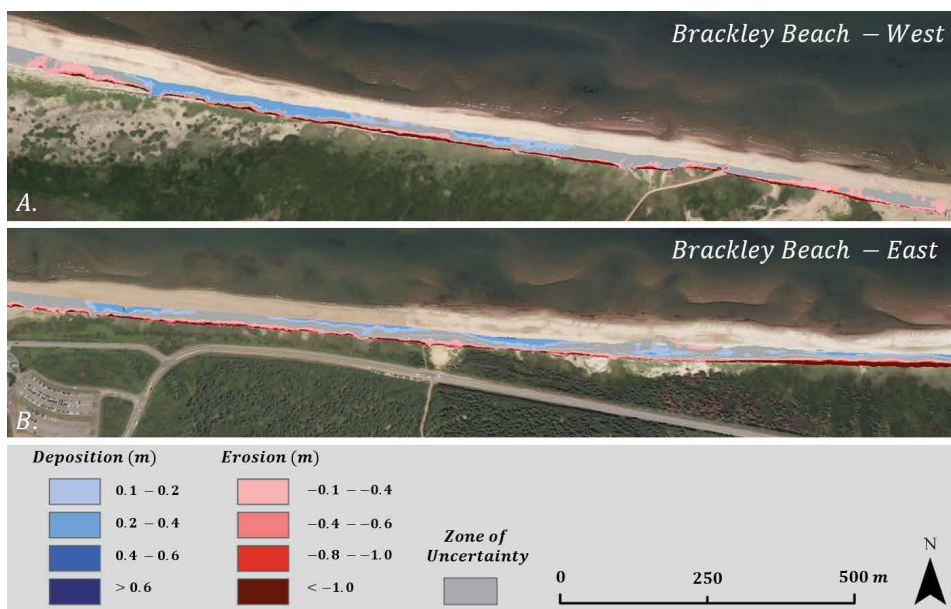 Brackley Beach – West
A.
Brackley Beach – East
B.
Deposition (m)
0.1 – 0.2
0.2 – 0.4
0.4 – 0.6
> 0.6
Erosion (m)
−0.1 – −0.4
−0.4 – −0.6
−0.8 – −1.0
< −1.0
Zone of
Uncertainty
0 250 500 m
N